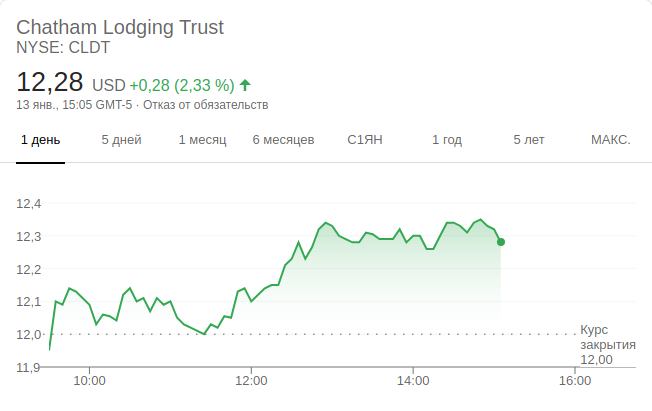 Chatham Lodging Trust
NYSE: CLDT
12,28 USD +0,28 (2,33 %)
13 янв., 15:05 GMT-5 · Отказ от обязательств
1 день 5 дней 1 месяц 6 месяцев С1ЯН 1 год 5 лет МАКС.
12,4
12,3
12,2
12,1
12,0
Курс
закрытия
12,00
11,9
10:00 12:00 14:00 16:00